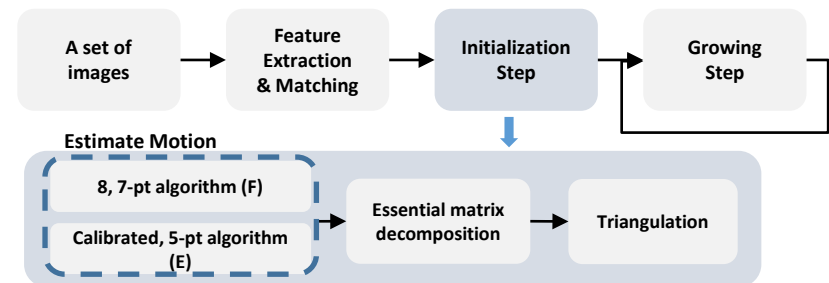 A set of
images
Feature
Extraction
& Matching
Initialization
Step
Growing
Step
Estimate Motion
8, 7-pt algorithm (F)
Calibrated, 5-pt algorithm
(E)
Essential matrix
decomposition
Triangulation